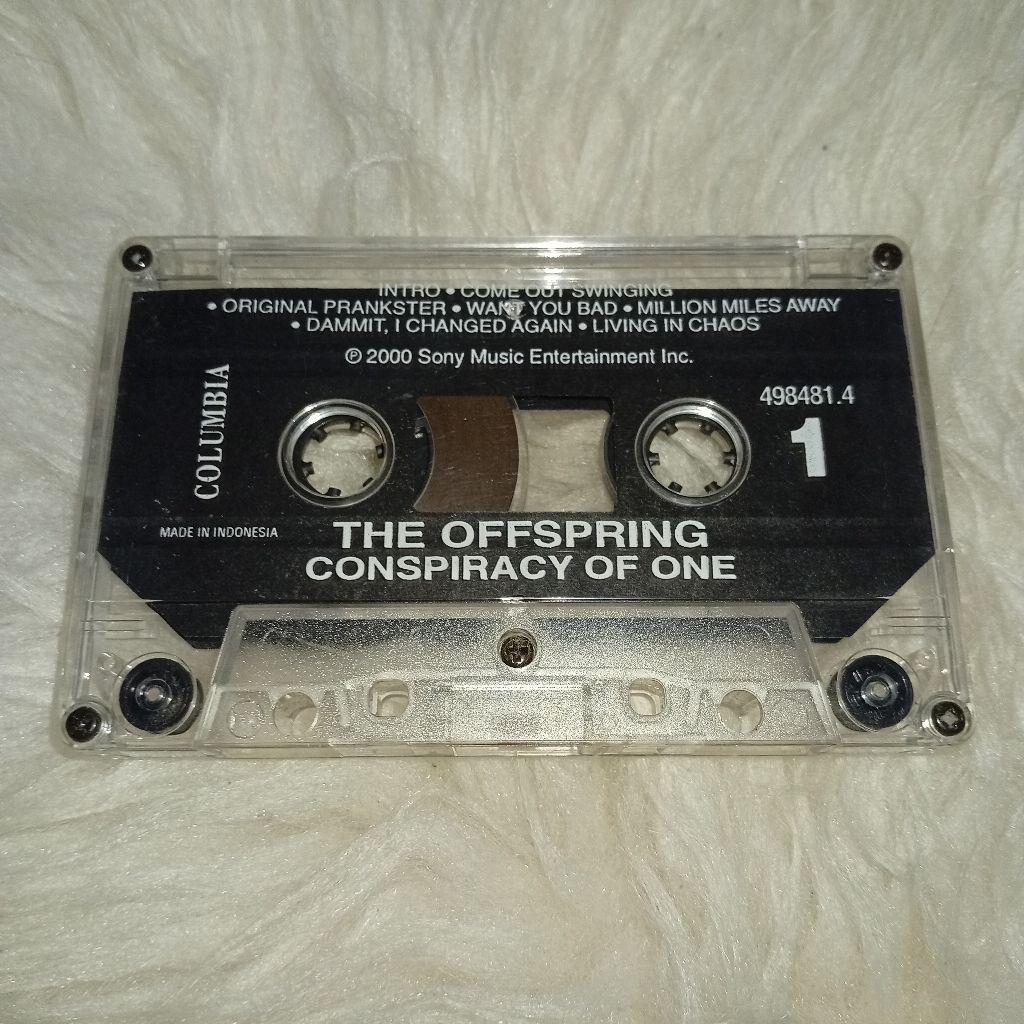 INTRO • COME OUT SWINGING
• ORIGINAL PRANKSTER • WANT YOU BAD • MILLION MILES AWAY
• DAMMIT, I CHANGED AGAIN • LIVING IN CHAOS
℗ 2000 Sony Music Entertainment Inc.
498481.4
1
COLUMBIA
MADE IN INDONESIA
THE OFFSPRING
CONSPIRACY OF ONE